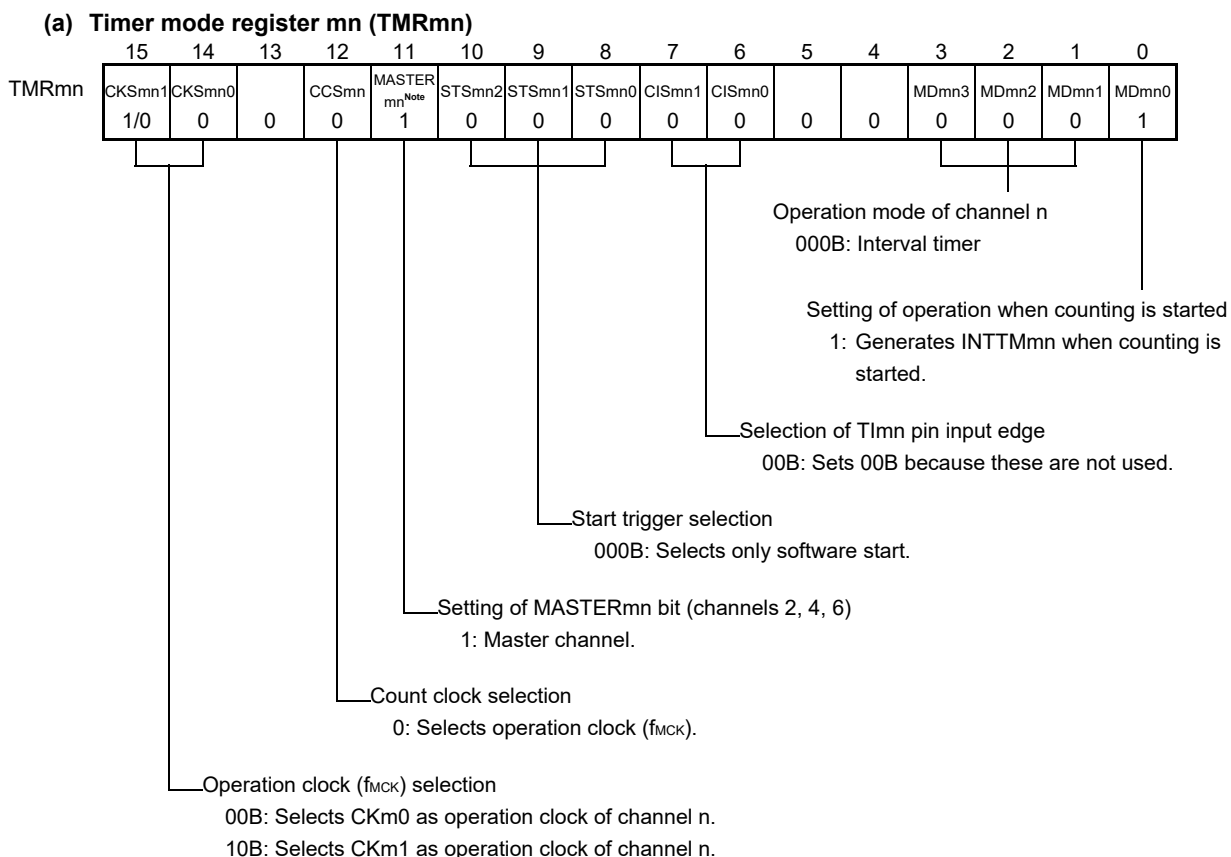 (a) Timer mode register mn (TMRmn)
15 14 13 12 11 10 9 8 7 6 5 4 3 2 1 0
TMRmn CKSmn1 CKSmn0 CCSmn MASTER mnNote STSmn2 STSmn1 STSmn0 CISmn1 CISmn0 MDmn3 MDmn2 MDmn1 MDmn0
1/0 0 0 0 1 0 0 0 0 0 0 0 0 0 0 1
Operation mode of channel n
000B: Interval timer
Setting of operation when counting is started
1: Generates INTTMmn when counting is
started.
Selection of TImn pin input edge
00B: Sets 00B because these are not used.
Start trigger selection
000B: Selects only software start.
Setting of MASTERmn bit (channels 2, 4, 6)
1: Master channel.
Count clock selection
0: Selects operation clock (fMCK).
Operation clock (fMCK) selection
00B: Selects CKm0 as operation clock of channel n.
10B: Selects CKm1 as operation clock of channel n.